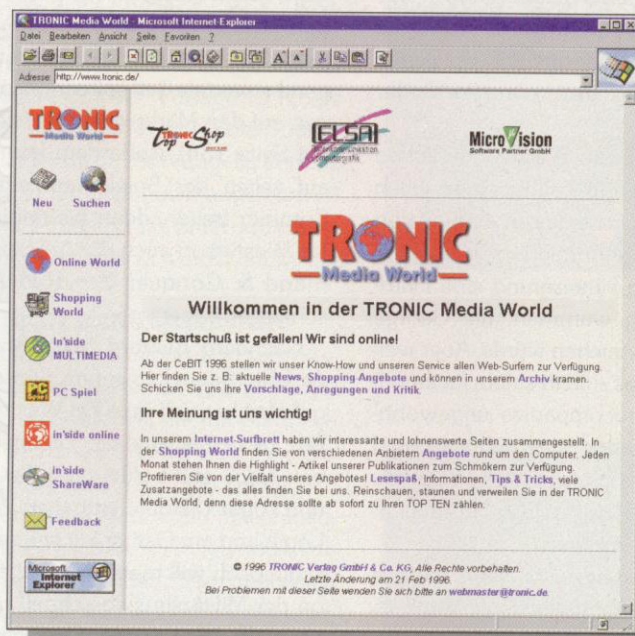 TRONIC Media World - Microsoft Internet Explorer
Datei Bearbeiten Ansicht Seite Favoriten ?
Adresse: http://www.tronic.de/
TRONIC
Media World
TRONIC
Top Shop
ELSA
MicroVision
Software Partner GmbH
Neu Suchen
Online World
Shopping
World
In'side
MULTIMEDIA
PC
PC Spiel
in'side online
in'side
ShareWare
Feedback
Microsoft
Internet
Explorer
TRONIC
Media World
Willkommen in der TRONIC Media World
Der Startschuß ist gefallen! Wir sind online!
Ab der CeBIT 1996 stellen wir unser Know-How und unseren Service allen Web-Surfern zur Verfügung.
Hier finden Sie z. B: aktuelle News, Shopping Angebote und können in unserem Archiv kramen.
Schicken Sie uns Ihre Vorschläge, Anregungen und Kritik.
Ihre Meinung ist uns wichtig!
In unserem Internet-Surfbrett haben wir interessante und lohnenswerte Seiten zusammengestellt. In
der Shopping World finden Sie von verschiedenen Anbietern Angebote rund um den Computer. Jeden
Monat stehen Ihnen die Highlight - Artikel unserer Publikationen zum Schmökern zur Verfügung.
Profitieren Sie von der Vielfalt unseres Angebotes! Lesespaß, Informationen, Tips & Tricks, viele
Zusatzangebote - das alles finden Sie bei uns. Reinschauen, staunen und verweilen Sie in der TRONIC
Media World, denn diese Adresse sollte ab sofort zu Ihren TOP TEN zählen.
© 1996 TRONIC Verlag GmbH & Co. KG, Alle Rechte vorbehalten.
Letzte Änderung am 21 Feb 1996.
Bei Problemen mit dieser Seite wenden Sie sich bitte an webmaster@tronic.de.